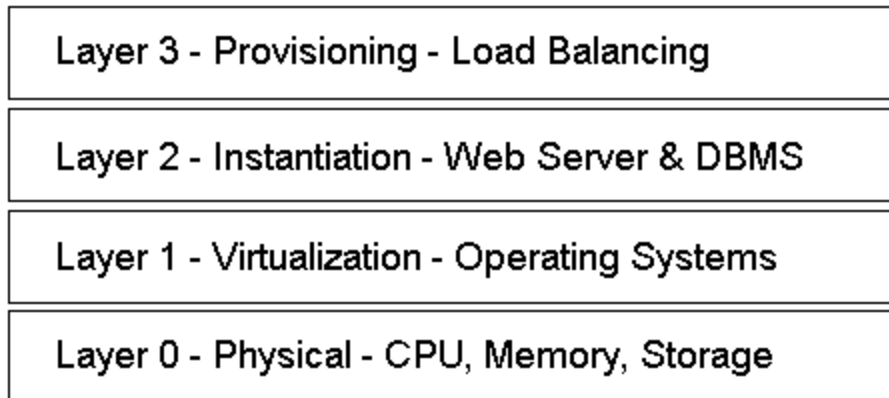 Layer 3 - Provisioning - Load Balancing
Layer 2 - Instantiation - Web Server & DBMS
Layer 1 - Virtualization - Operating Systems
Layer 0 - Physical - CPU, Memory, Storage